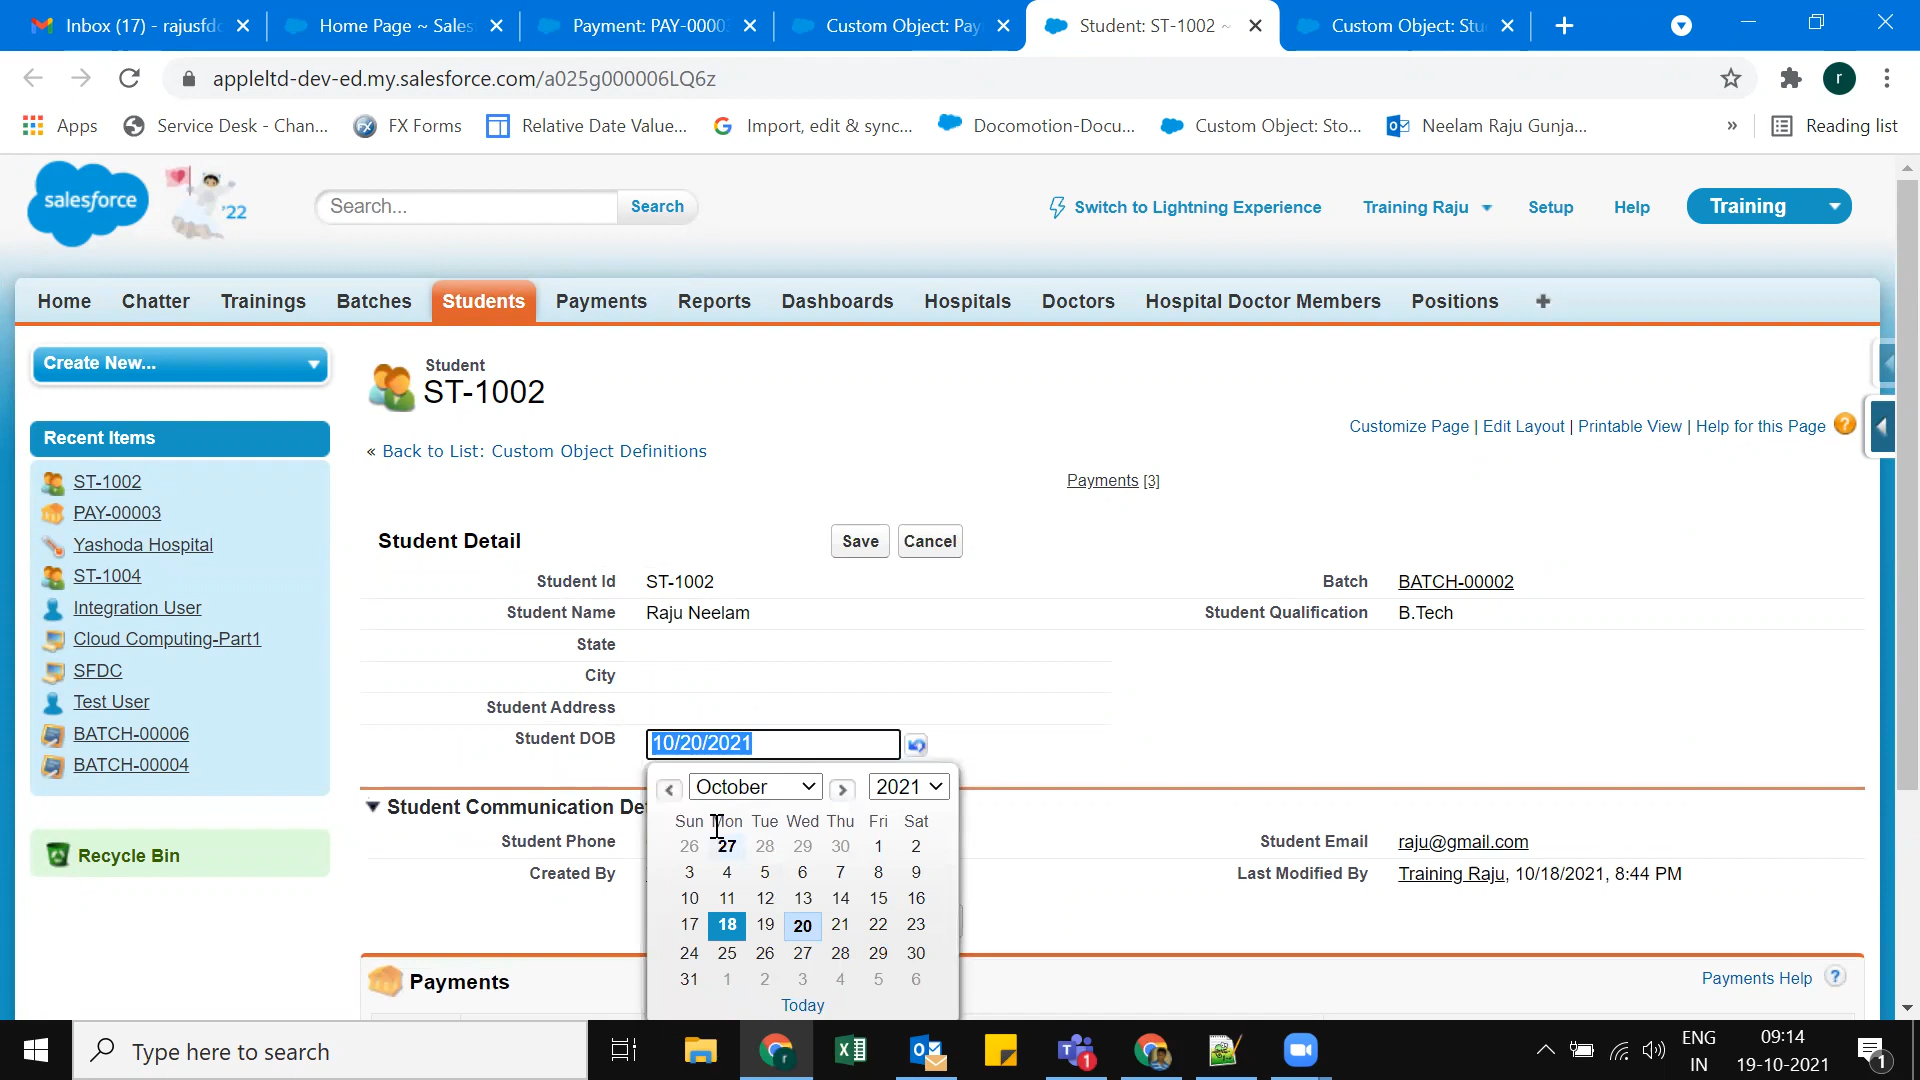 Inbox (10) - rajusfd
Home Page ~ Sales
Payment: PAY-0000
Custom Object: Pay
Student: ST-1002 ~
Custom Object: Stu
appleltd-dev-ed.my.salesforce.com/a025g000006LQ6z
r
Apps
Service Desk - Chan...
FX Forms
Relative Date Value...
Import, edit & sync...
Docomotion-Docu...
Custom Object: Sto...
Neelam Raju Gunja...
»
Reading list
salesforce
'22
Search...
Search
Switch to Lightning Experience
Training Raju
Setup
Help
Training
Home
Chatter
Trainings
Batches
Students
Payments
Reports
Dashboards
Hospitals
Doctors
Hospital Doctor Members
Positions
Create New...
Recent Items
ST-1002
PAY-00003
Yashoda Hospital
ST-1004
Integration User
Cloud Computing-Part1
SFDC
Test User
BATCH-00006
BATCH-00004
Recycle Bin
Student
ST-1002
Customize Page | Edit Layout | Printable View | Help for this Page
« Back to List: Custom Object Definitions
Payments [3]
Student Detail
Save
Cancel
Student Id ST-1002
Batch BATCH-00002
Student Name Raju Neelam
Student Qualification B.Tech
State
City
Student Address
Student DOB 10/20/2021
October 2021
Sun Mon Tue Wed Thu Fri Sat
26 27 28 29 30 1 2
3 4 5 6 7 8 9
10 11 12 13 14 15 16
17 18 19 20 21 22 23
24 25 26 27 28 29 30
31 1 2 3 4 5 6
Today
Student Communication De
Student Phone
Student Email raju@gmail.com
Created By
Last Modified By Training Raju, 10/18/2021, 8:44 PM
Payments
Payments Help
Type here to search
1
ENG
IN
09:14
19-10-2021
1